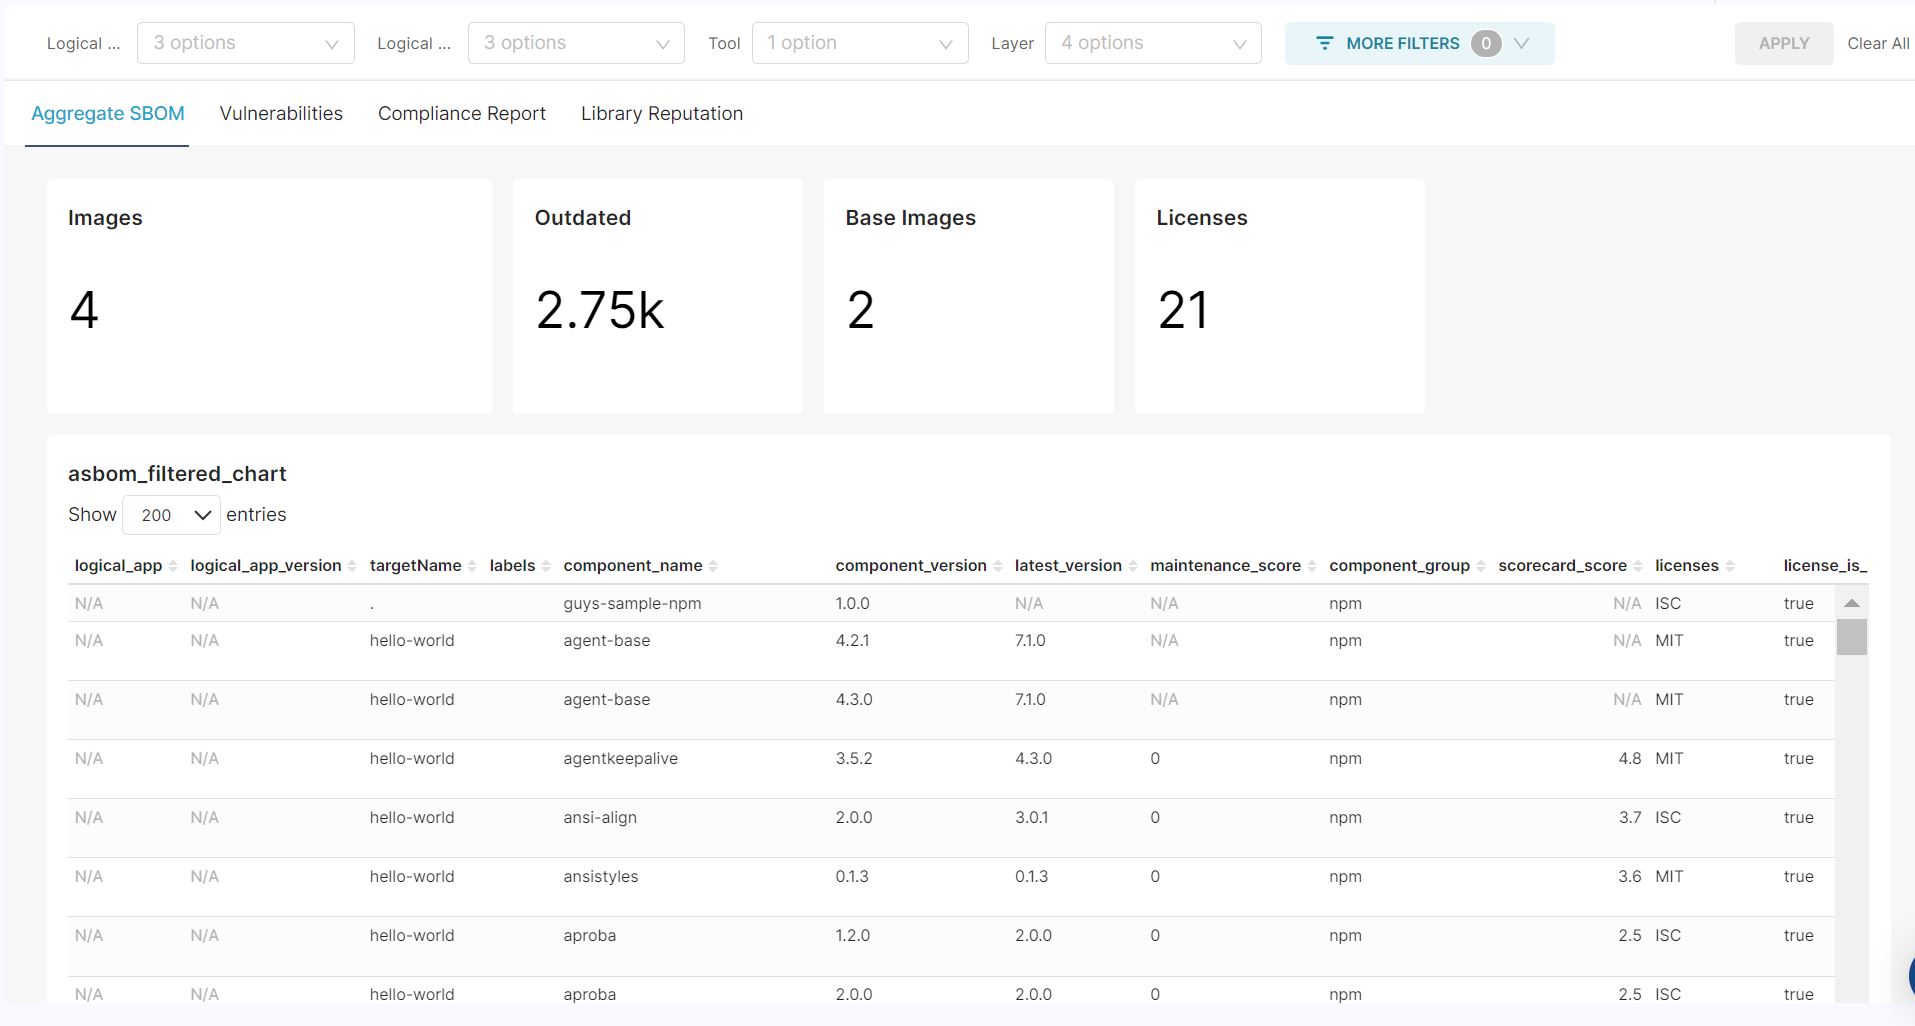 Logical ... 3 options Logical ... 3 options Tool 1 option Layer 4 options MORE FILTERS 0 APPLY Clear All
Aggregate SBOM Vulnerabilities Compliance Report Library Reputation
Images Outdated Base Images Licenses
4 2.75k 2 21
asbom_filtered_chart
Show 200 entries
logical_app logical_app_version targetName labels component_name component_version latest_version maintenance_score component_group scorecard_score licenses license_is_
N/A N/A . guys-sample-npm 1.0.0 N/A N/A npm N/A ISC true
N/A N/A hello-world agent-base 4.2.1 7.1.0 N/A npm N/A MIT true
N/A N/A hello-world agent-base 4.3.0 7.1.0 N/A npm N/A MIT true
N/A N/A hello-world agentkeepalive 3.5.2 4.3.0 0 npm 4.8 MIT true
N/A N/A hello-world ansi-align 2.0.0 3.0.1 0 npm 3.7 ISC true
N/A N/A hello-world ansistyles 0.1.3 0.1.3 0 npm 3.6 MIT true
N/A N/A hello-world aproba 1.2.0 2.0.0 0 npm 2.5 ISC true
N/A N/A hello-world aproba 2.0.0 2.0.0 0 npm 2.5 ISC true